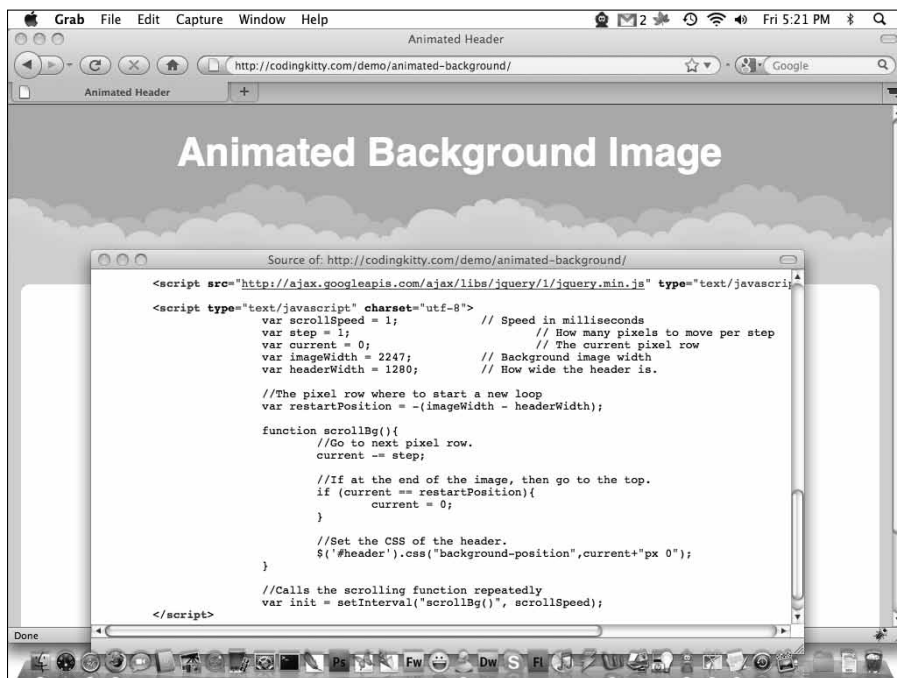 Grab File Edit Capture Window Help 2 Fri 5:21 PM
Animated Header
http://codingkitty.com/demo/animated-background/ Google
Animated Header +
Animated Background Image
Source of: http://codingkitty.com/demo/animated-background/
<script src="http://ajax.googleapis.com/ajax/libs/jquery/1/jquery.min.js" type="text/javascrip
<script type="text/javascript" charset="utf-8">
var scrollSpeed = 1; // Speed in milliseconds
var step = 1; // How many pixels to move per step
var current = 0; // The current pixel row
var imageWidth = 2247; // Background image width
var headerWidth = 1280; // How wide the header is.
//The pixel row where to start a new loop
var restartPosition = -(imageWidth - headerWidth);
function scrollBg(){
//Go to next pixel row.
current -= step;
//If at the end of the image, then go to the top.
if (current == restartPosition){
current = 0;
}
//Set the CSS of the header.
$('#header').css("background-position",current+"px 0");
}
//Calls the scrolling function repeatedly
var init = setInterval("scrollBg()", scrollSpeed);
</script>
Done
Ps Fw Dw S Fl